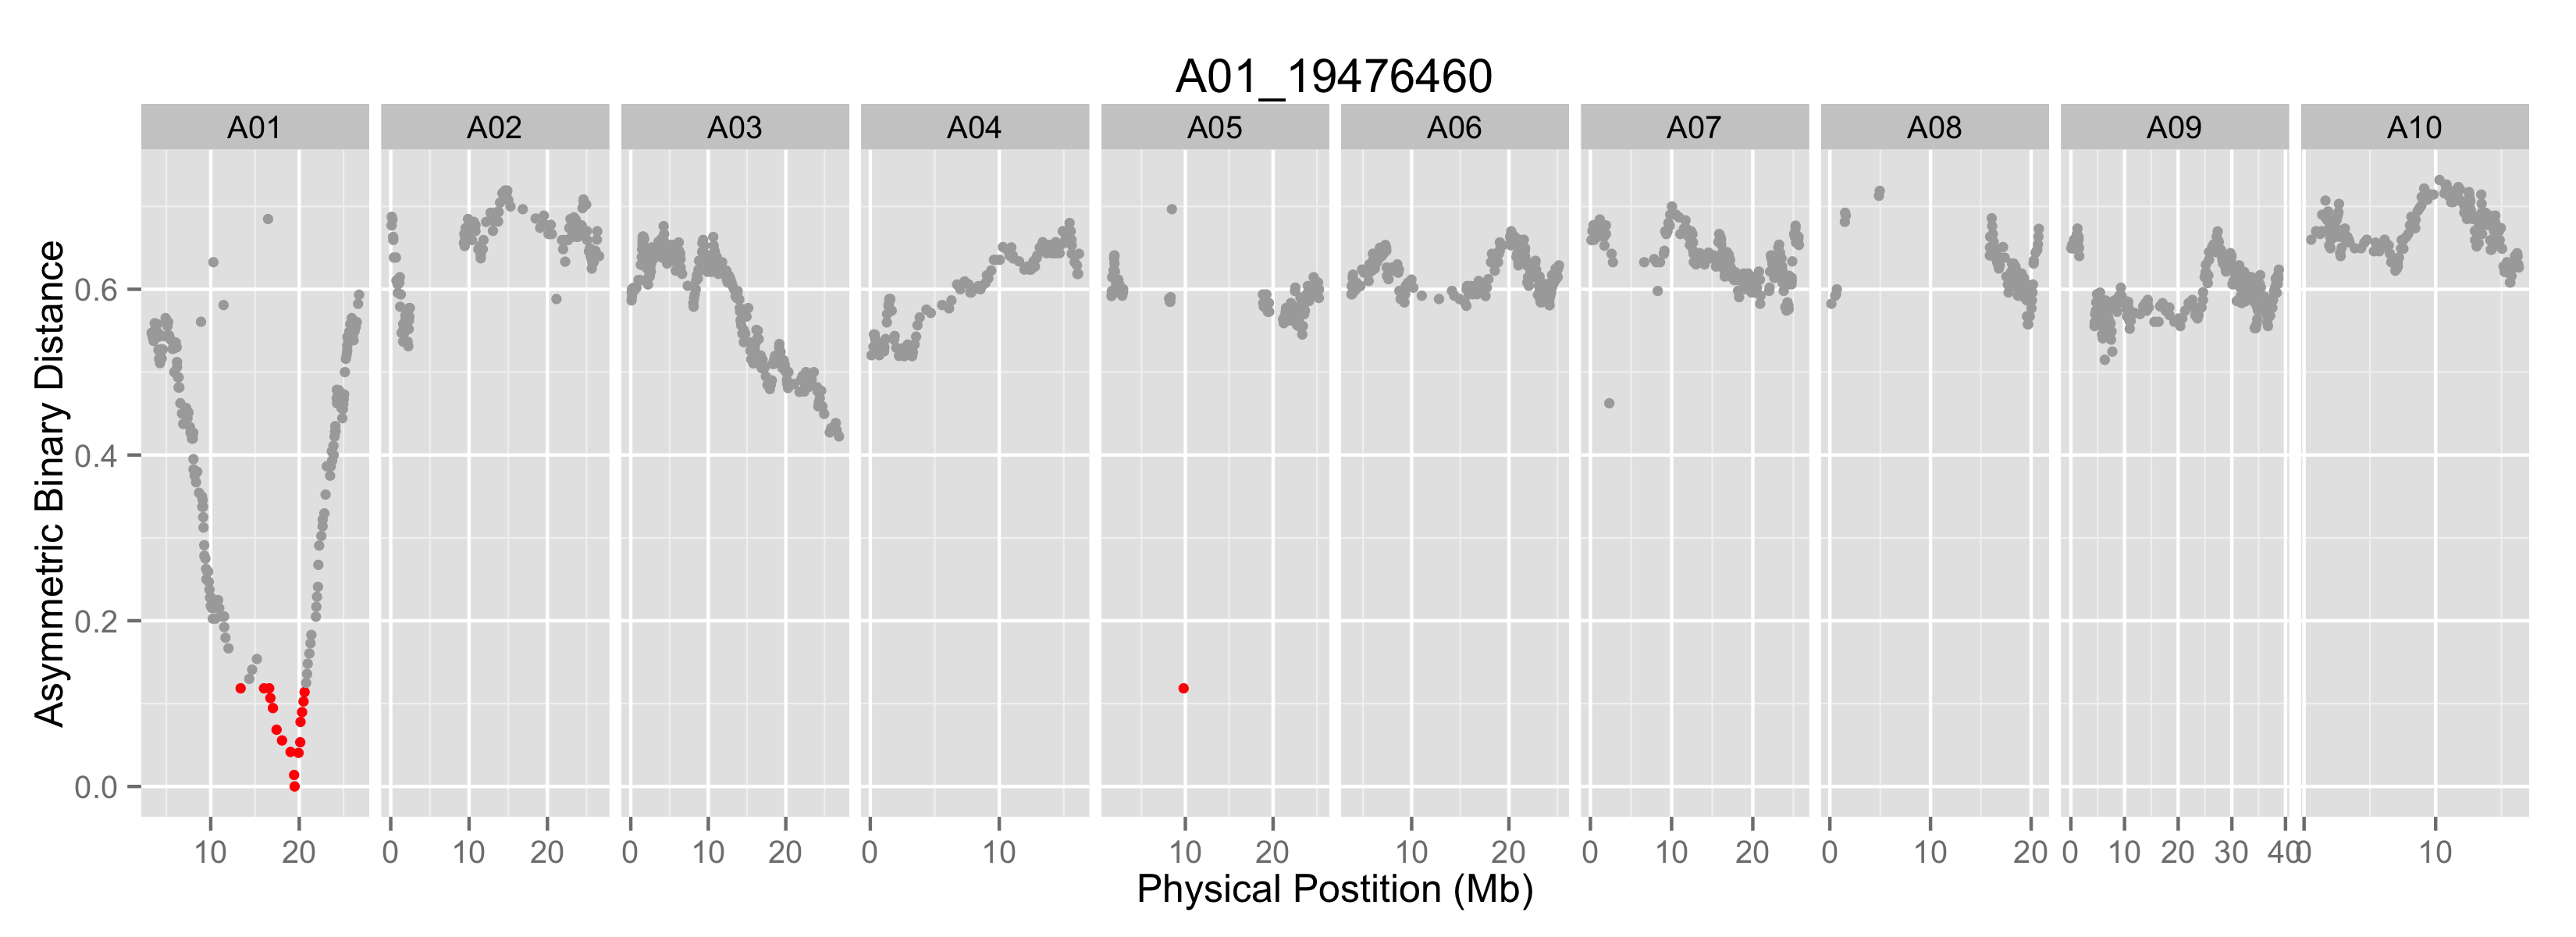 A01_19476460
A01 A02 A03 A04 A05 A06 A07 A08 A09 A10
Asymmetric Binary Distance
0.6
0.4
0.2
0.0
10 20 0 10 20 0 10 20 0 10 10 20 10 20 0 10 20 0 10 20 0 10 20 30 40 0 10
Physical Postition (Mb)